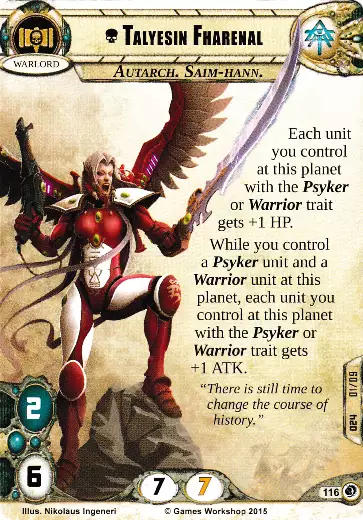 Talyesin Fharenal
WARLORD
Autarch. Saim-hann.
Each unit
you control
at this planet
with the Psyker
or Warrior trait
gets +1 HP.
While you control
a Psyker unit and a
Warrior unit at this
planet, each unit you
control at this planet
with the Psyker or
Warrior trait gets
+1 ATK.
“There is still time to
change the course of
history.”
2
6
7 7
024 01/09
116
Illus. Nikolaus Ingeneri © Games Workshop 2015